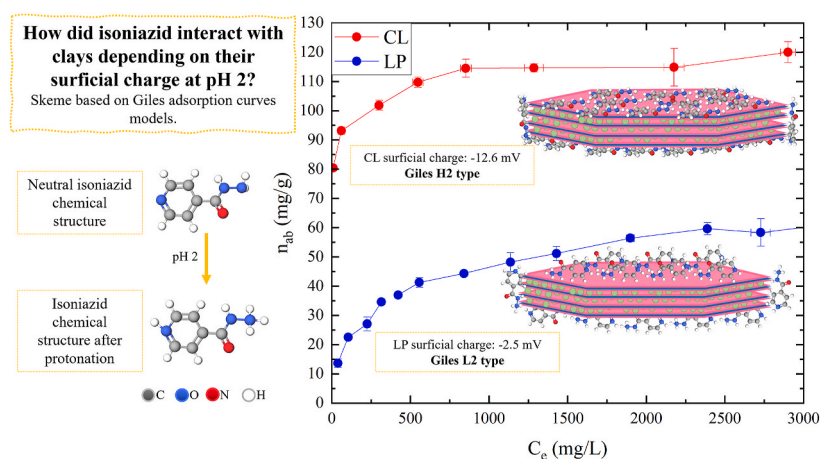 How did isoniazid interact with
clays depending on their
surficial charge at pH 2?
Skeme based on Giles adsorption curves
models.
Neutral isoniazid
chemical
structure
pH 2
Isoniazid
chemical
structure after
protonation
C O N H
CL
LP
130
120
110
100
90
80
70
60
50
40
30
20
10
0
n_ab (mg/g)
CL surficial charge: -12.6 mV
Giles H2 type
LP surficial charge: -2.5 mV
Giles L2 type
0 500 1000 1500 2000 2500 3000
C_e (mg/L)